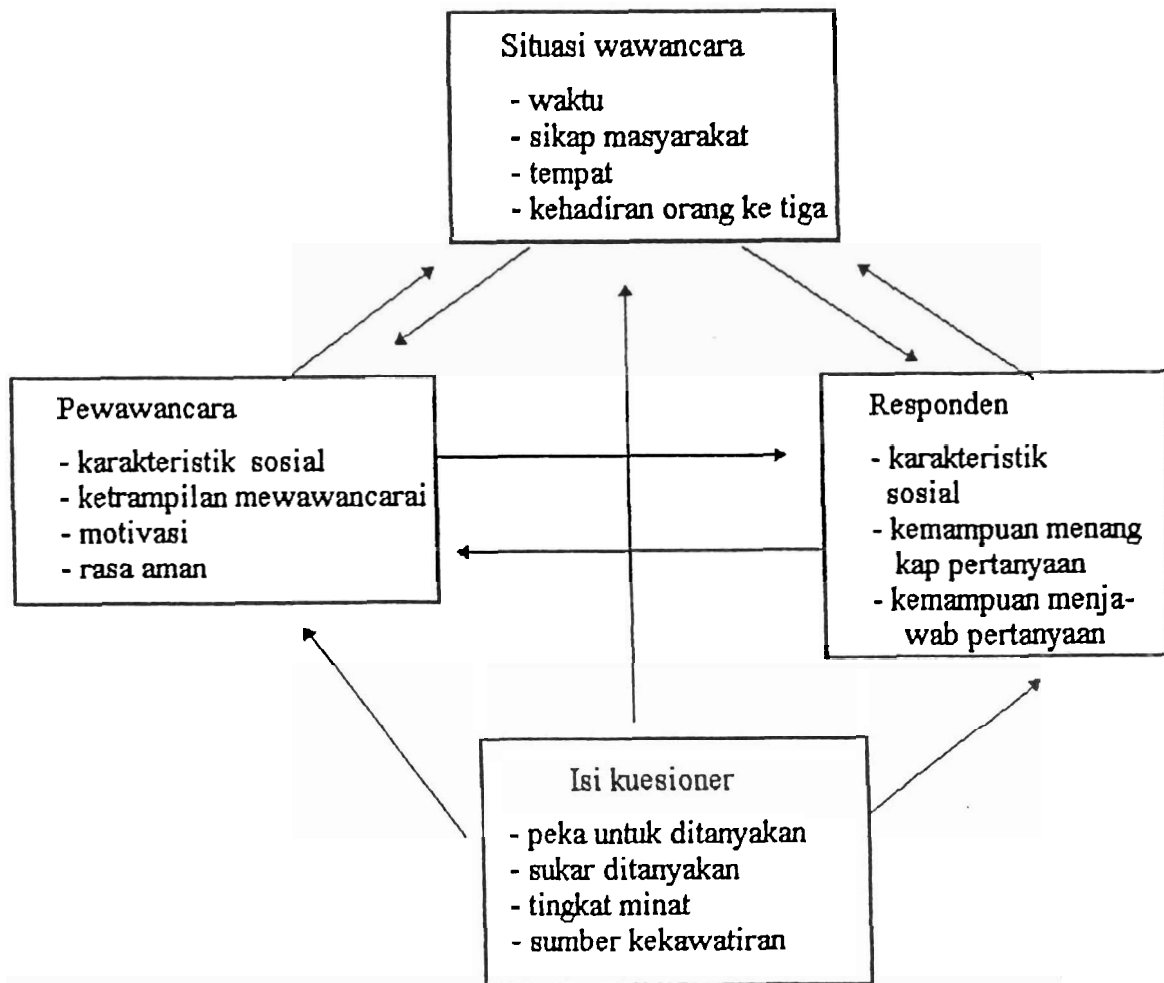 Situasi wawancara
- waktu
- sikap masyarakat
- tempat
- kehadiran orang ke tiga
Pewawancara
- karakteristik sosial
- ketrampilan mewawancarai
- motivasi
- rasa aman
Responden
- karakteristik
sosial
- kemampuan menang
kap pertanyaan
- kemampuan menja-
wab pertanyaan
Isi kuesioner
- peka untuk ditanyakan
- sukar ditanyakan
- tingkat minat
- sumber kekawatiran